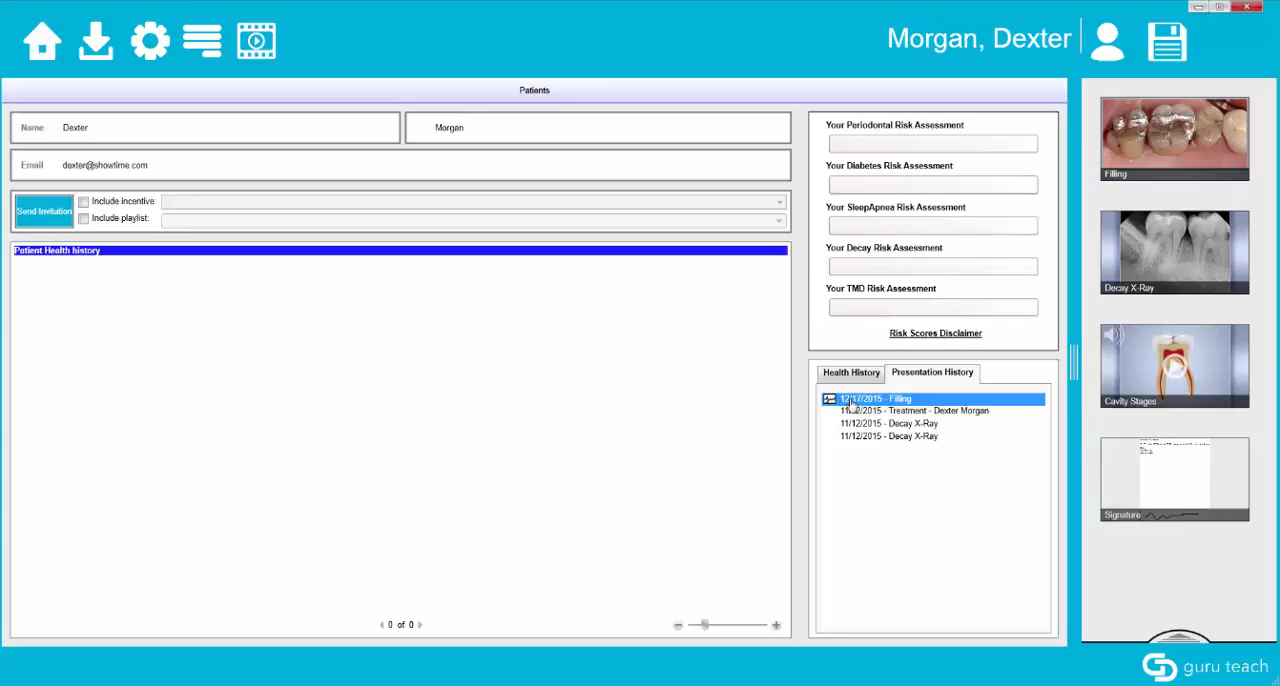 Morgan, Dexter
Patients
Name Dexter Morgan
Email dexter@showtime.com
Send Invitation
Include incentive:
Include playlist:
Patient Health history
0 of 0
Your Periodontal Risk Assessment
Your Diabetes Risk Assessment
Your SleepApnea Risk Assessment
Your Decay Risk Assessment
Your TMD Risk Assessment
Risk Scores Disclaimer
Health History Presentation History
12/17/2015 - Filling
- Treatment - Dexter Morgan
11/12/2015 - Decay X-Ray
11/12/2015 - Decay X-Ray
Filling
Decay X-Ray
Cavity Stages
Signature
guru teach